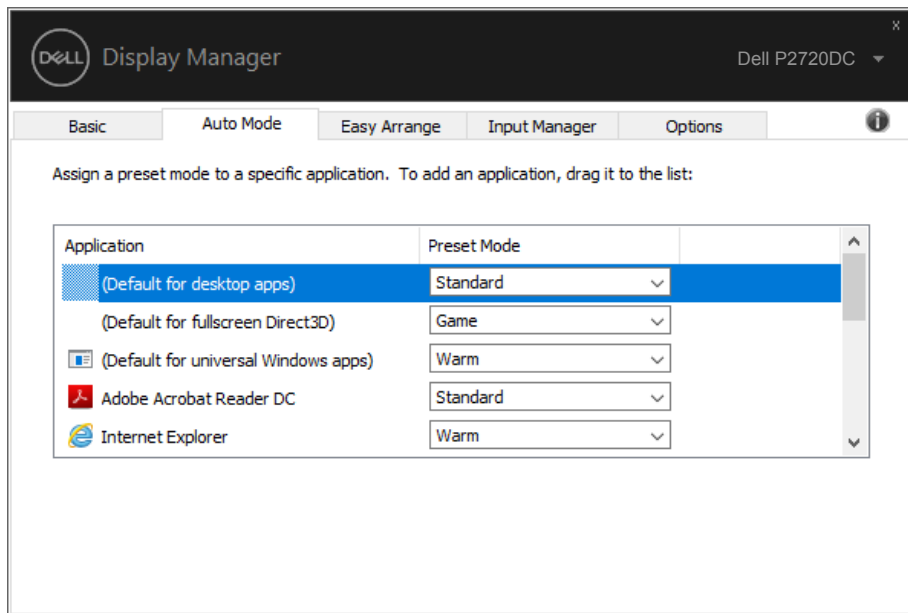 x
DELL Display Manager Dell P2720DC
Basic Auto Mode Easy Arrange Input Manager Options
Assign a preset mode to a specific application. To add an application, drag it to the list:
Application Preset Mode
(Default for desktop apps) Standard
(Default for fullscreen Direct3D) Game
(Default for universal Windows apps) Warm
Adobe Acrobat Reader DC Standard
Internet Explorer Warm